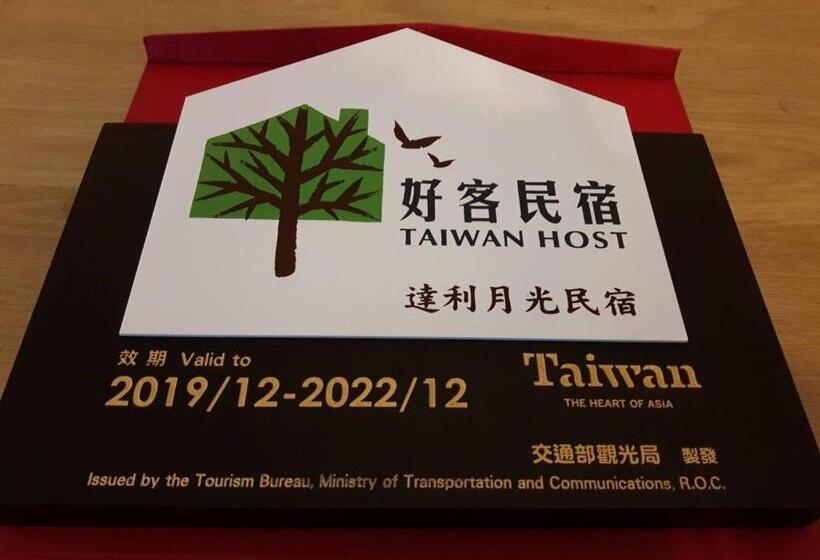 好客民宿
TAIWAN HOST
達利月光民宿
效期 Valid to
2019/12-2022/12
Taiwan
THE HEART OF ASIA
交通部觀光局 製發
Issued by the Tourism Bureau, Ministry of Transportation and Communications, R.O.C.